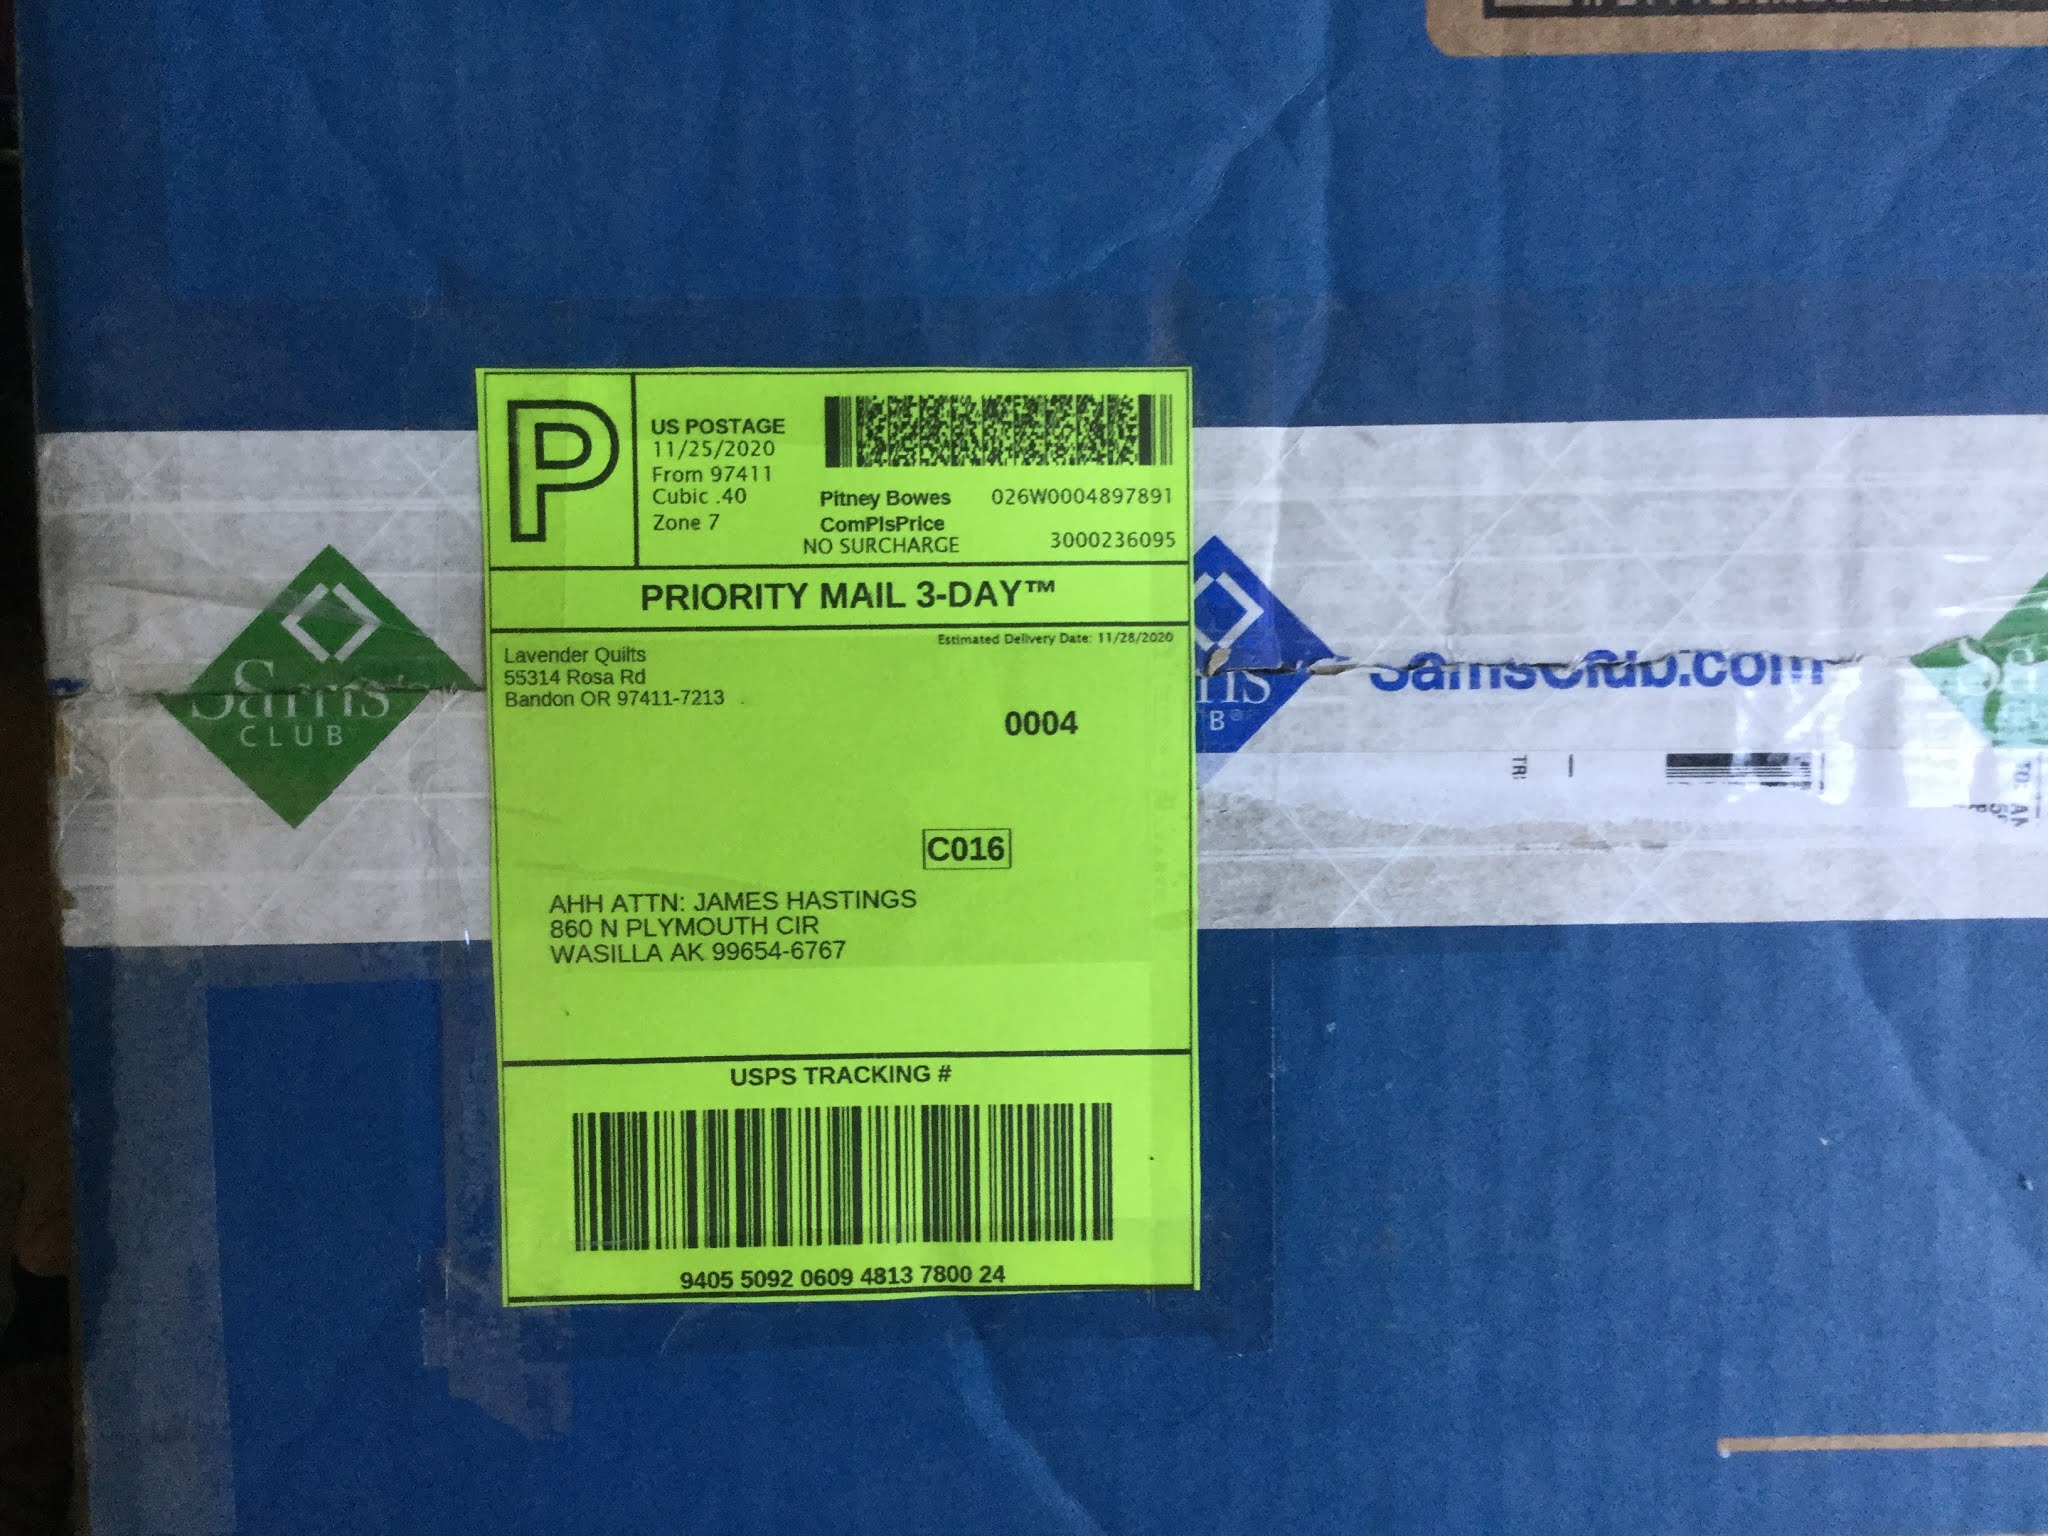 P
US POSTAGE
11/25/2020
From 97411
Cubic .40
Zone 7
Pitney Bowes 026W0004897891
ComPlsPrice
NO SURCHARGE 3000236095
PRIORITY MAIL 3-DAY™
Estimated Delivery Date: 11/28/2020
Lavender Quilts
55314 Rosa Rd
Bandon OR 97411-7213
0004
C016
AHH ATTN: JAMES HASTINGS
860 N PLYMOUTH CIR
WASILLA AK 99654-6767
USPS TRACKING #
9405 5092 0609 4813 7800 24
Sam's
CLUB
SamsClub.com